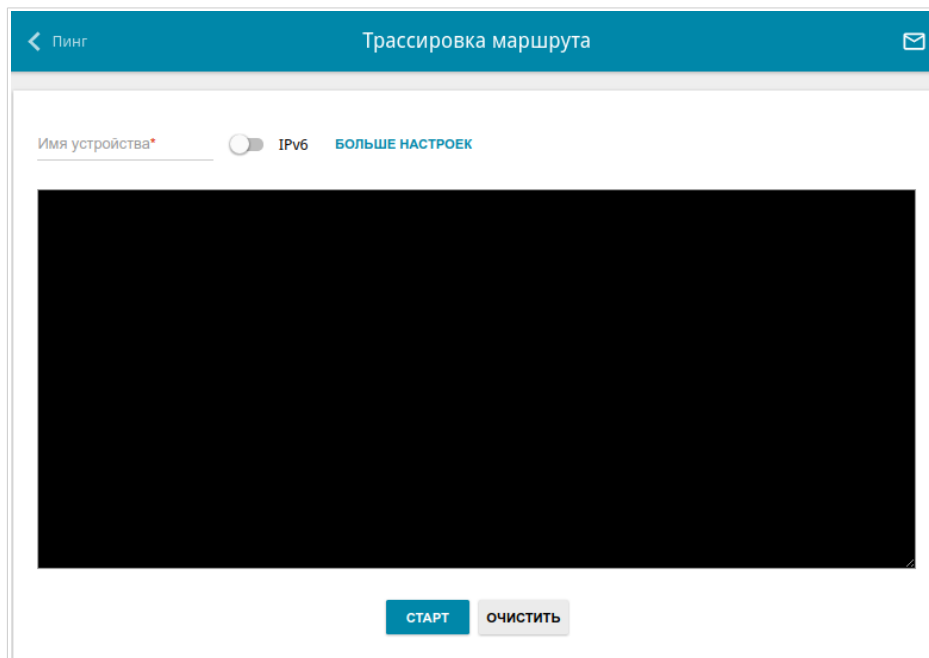 Пинг
Трассировка маршрута
Имя устройства* IPv6 БОЛЬШЕ НАСТРОЕК
СТАРТ ОЧИСТИТЬ